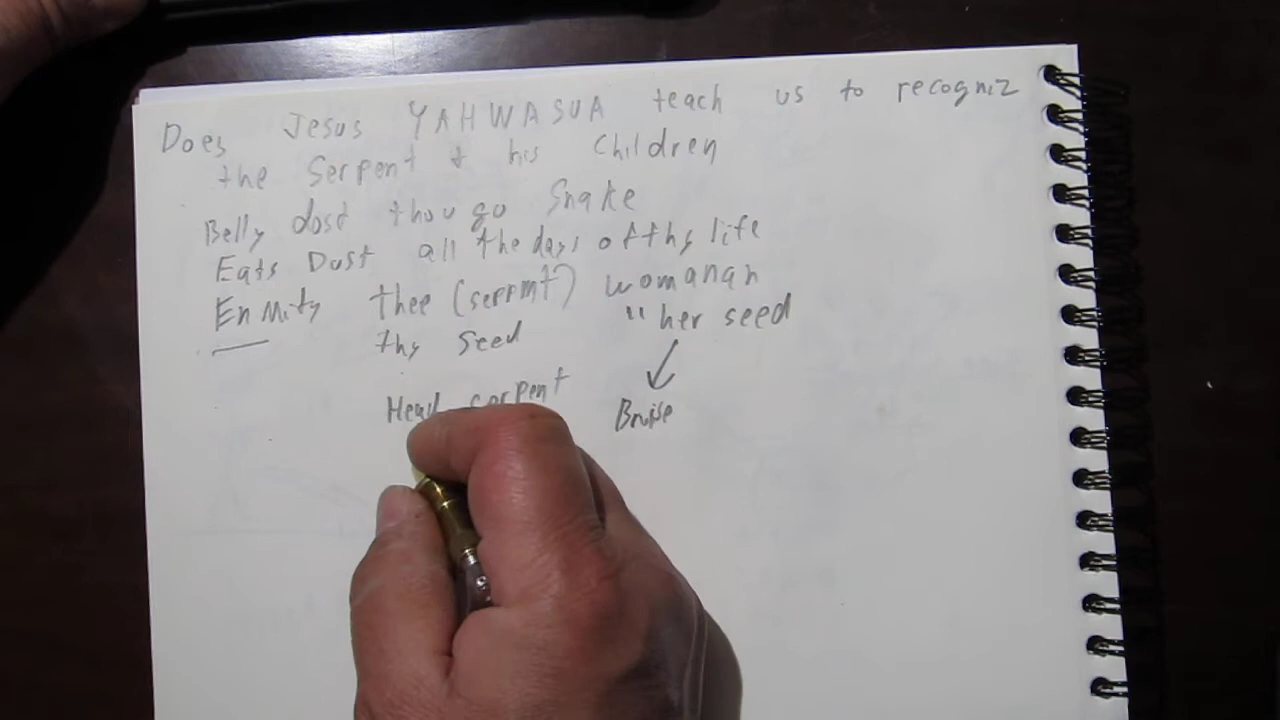 Does Jesus YAHWASUA teach us to recogniz
the Serpent & his Children
Belly dost thou go Snake
Eats Dust all the days of thy life
EnMity thee (serpmt) womanan
thy Seed " her seed
Head serpent Bruise